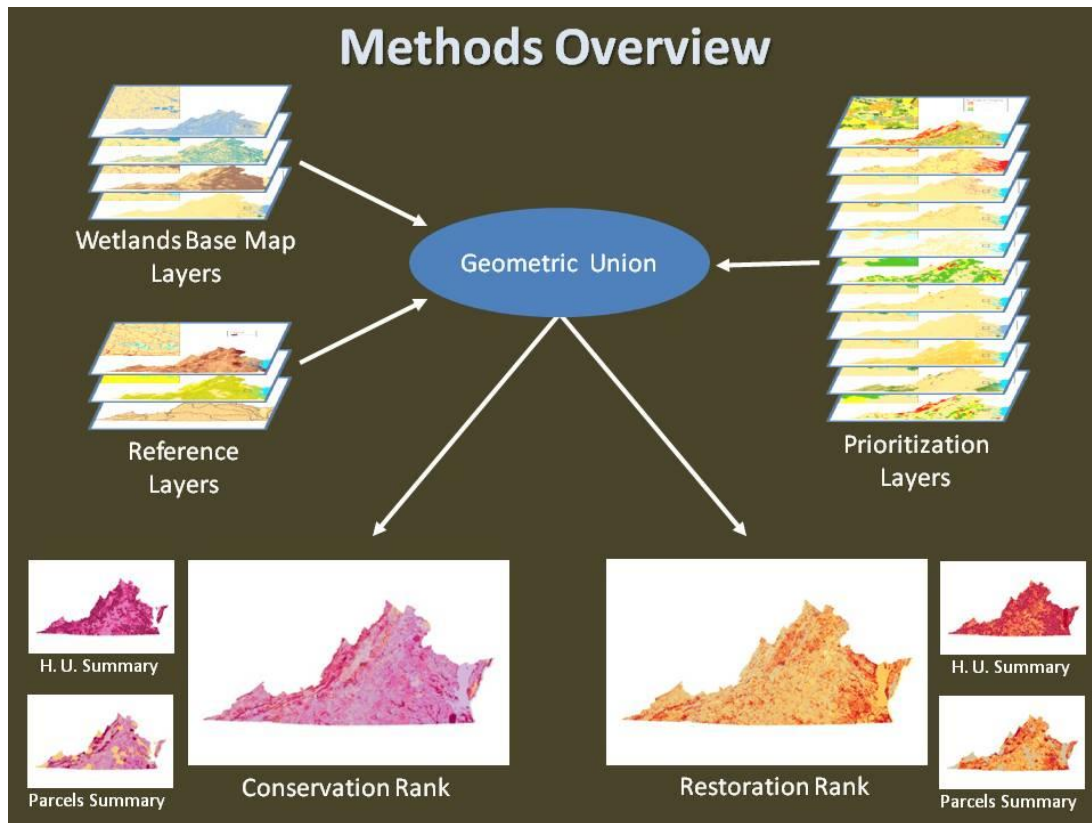 Methods Overview
Wetlands Base Map
Layers
Geometric Union
Reference
Layers
Prioritization
Layers
H. U. Summary
Parcels Summary
Conservation Rank
Restoration Rank
H. U. Summary
Parcels Summary